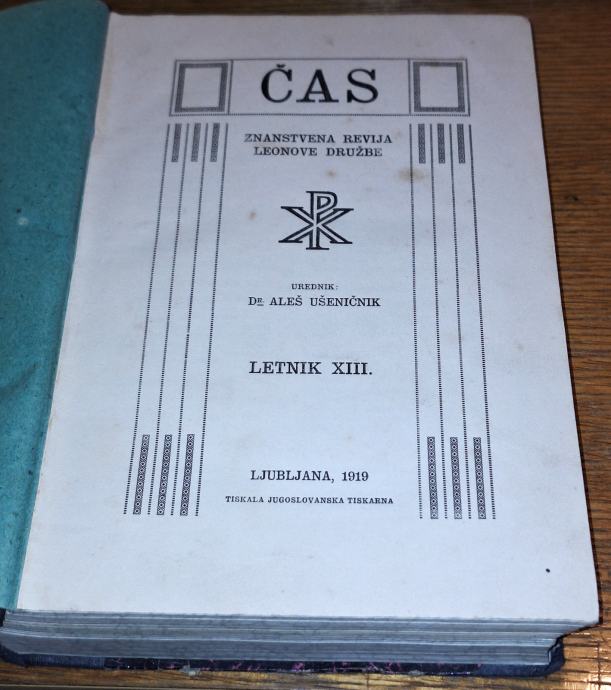 ČAS
ZNANSTVENA REVIJA
LEONOVE DRUŽBE
UREDNIK:
DR. ALEŠ UŠENIČNIK
LETNIK XIII.
LJUBLJANA, 1919
TISKALA JUGOSLOVANSKA TISKARNA